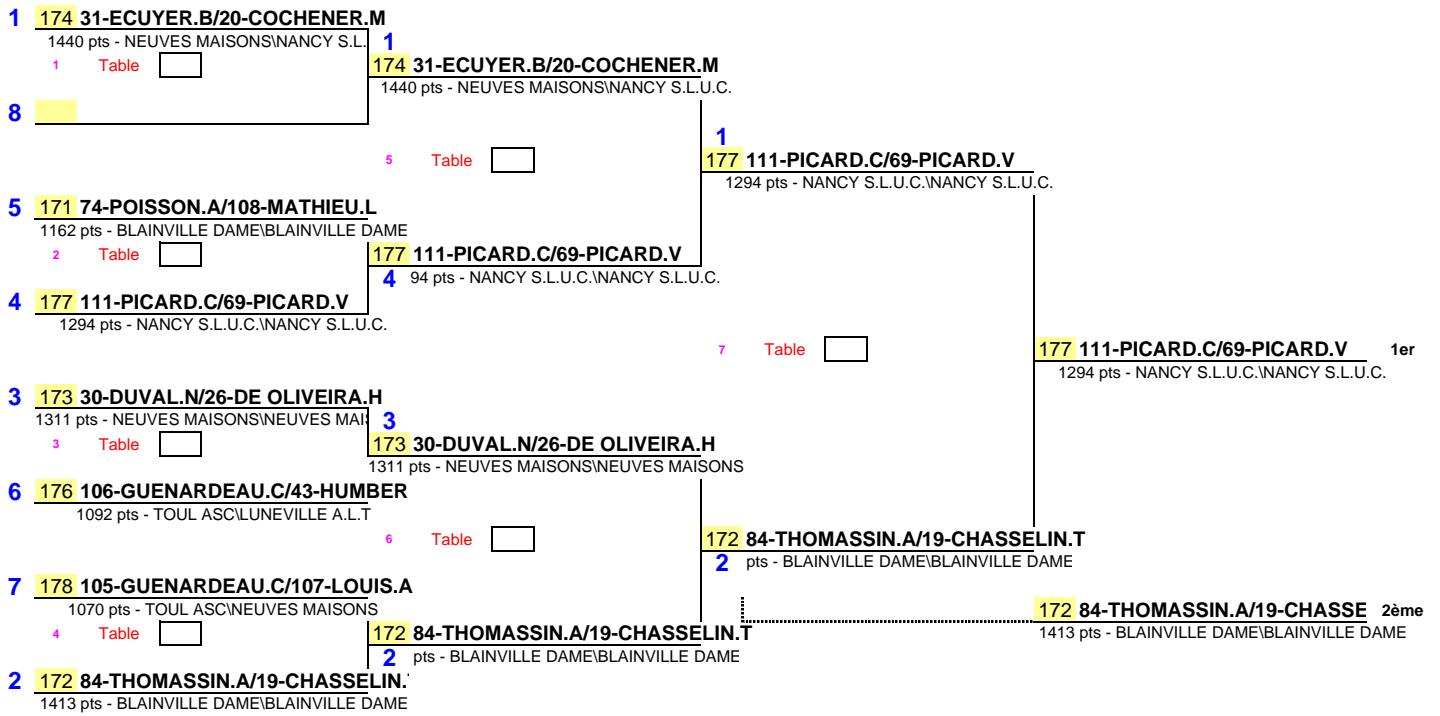 1 174 31-ECUYER.B/20-COCHENER.M
1440 pts - NEUVES MAISONS\NANCY S.L.
1 Table
8
5 171 74-POISSON.A/108-MATHIEU.L
1162 pts - BLAINVILLE DAME\BLAINVILLE DAME
2 Table
4 177 111-PICARD.C/69-PICARD.V
1294 pts - NANCY S.L.U.C.\NANCY S.L.U.C.
3 173 30-DUVAL.N/26-DE OLIVEIRA.H
1311 pts - NEUVES MAISONS\NEUVES MAIS
3 Table
6 176 106-GUENARDEAU.C/43-HUMBER
1092 pts - TOUL ASC\LUNEVILLE A.L.T
7 178 105-GUENARDEAU.C/107-LOUIS.A
1070 pts - TOUL ASC\NEUVES MAISONS
4 Table
2 172 84-THOMASSIN.A/19-CHASSELIN.
1413 pts - BLAINVILLE DAME\BLAINVILLE DAME
1
174 31-ECUYER.B/20-COCHENER.M
1440 pts - NEUVES MAISONS\NANCY S.L.U.C.
5 Table
177 111-PICARD.C/69-PICARD.V
4 94 pts - NANCY S.L.U.C.\NANCY S.L.U.C.
3
173 30-DUVAL.N/26-DE OLIVEIRA.H
1311 pts - NEUVES MAISONS\NEUVES MAISONS
6 Table
172 84-THOMASSIN.A/19-CHASSELIN.T
2 pts - BLAINVILLE DAME\BLAINVILLE DAME
1
177 111-PICARD.C/69-PICARD.V
1294 pts - NANCY S.L.U.C.\NANCY S.L.U.C.
7 Table
172 84-THOMASSIN.A/19-CHASSELIN.T
2 pts - BLAINVILLE DAME\BLAINVILLE DAME
177 111-PICARD.C/69-PICARD.V 1er
1294 pts - NANCY S.L.U.C.\NANCY S.L.U.C.
172 84-THOMASSIN.A/19-CHASSE 2ème
1413 pts - BLAINVILLE DAME\BLAINVILLE DAME